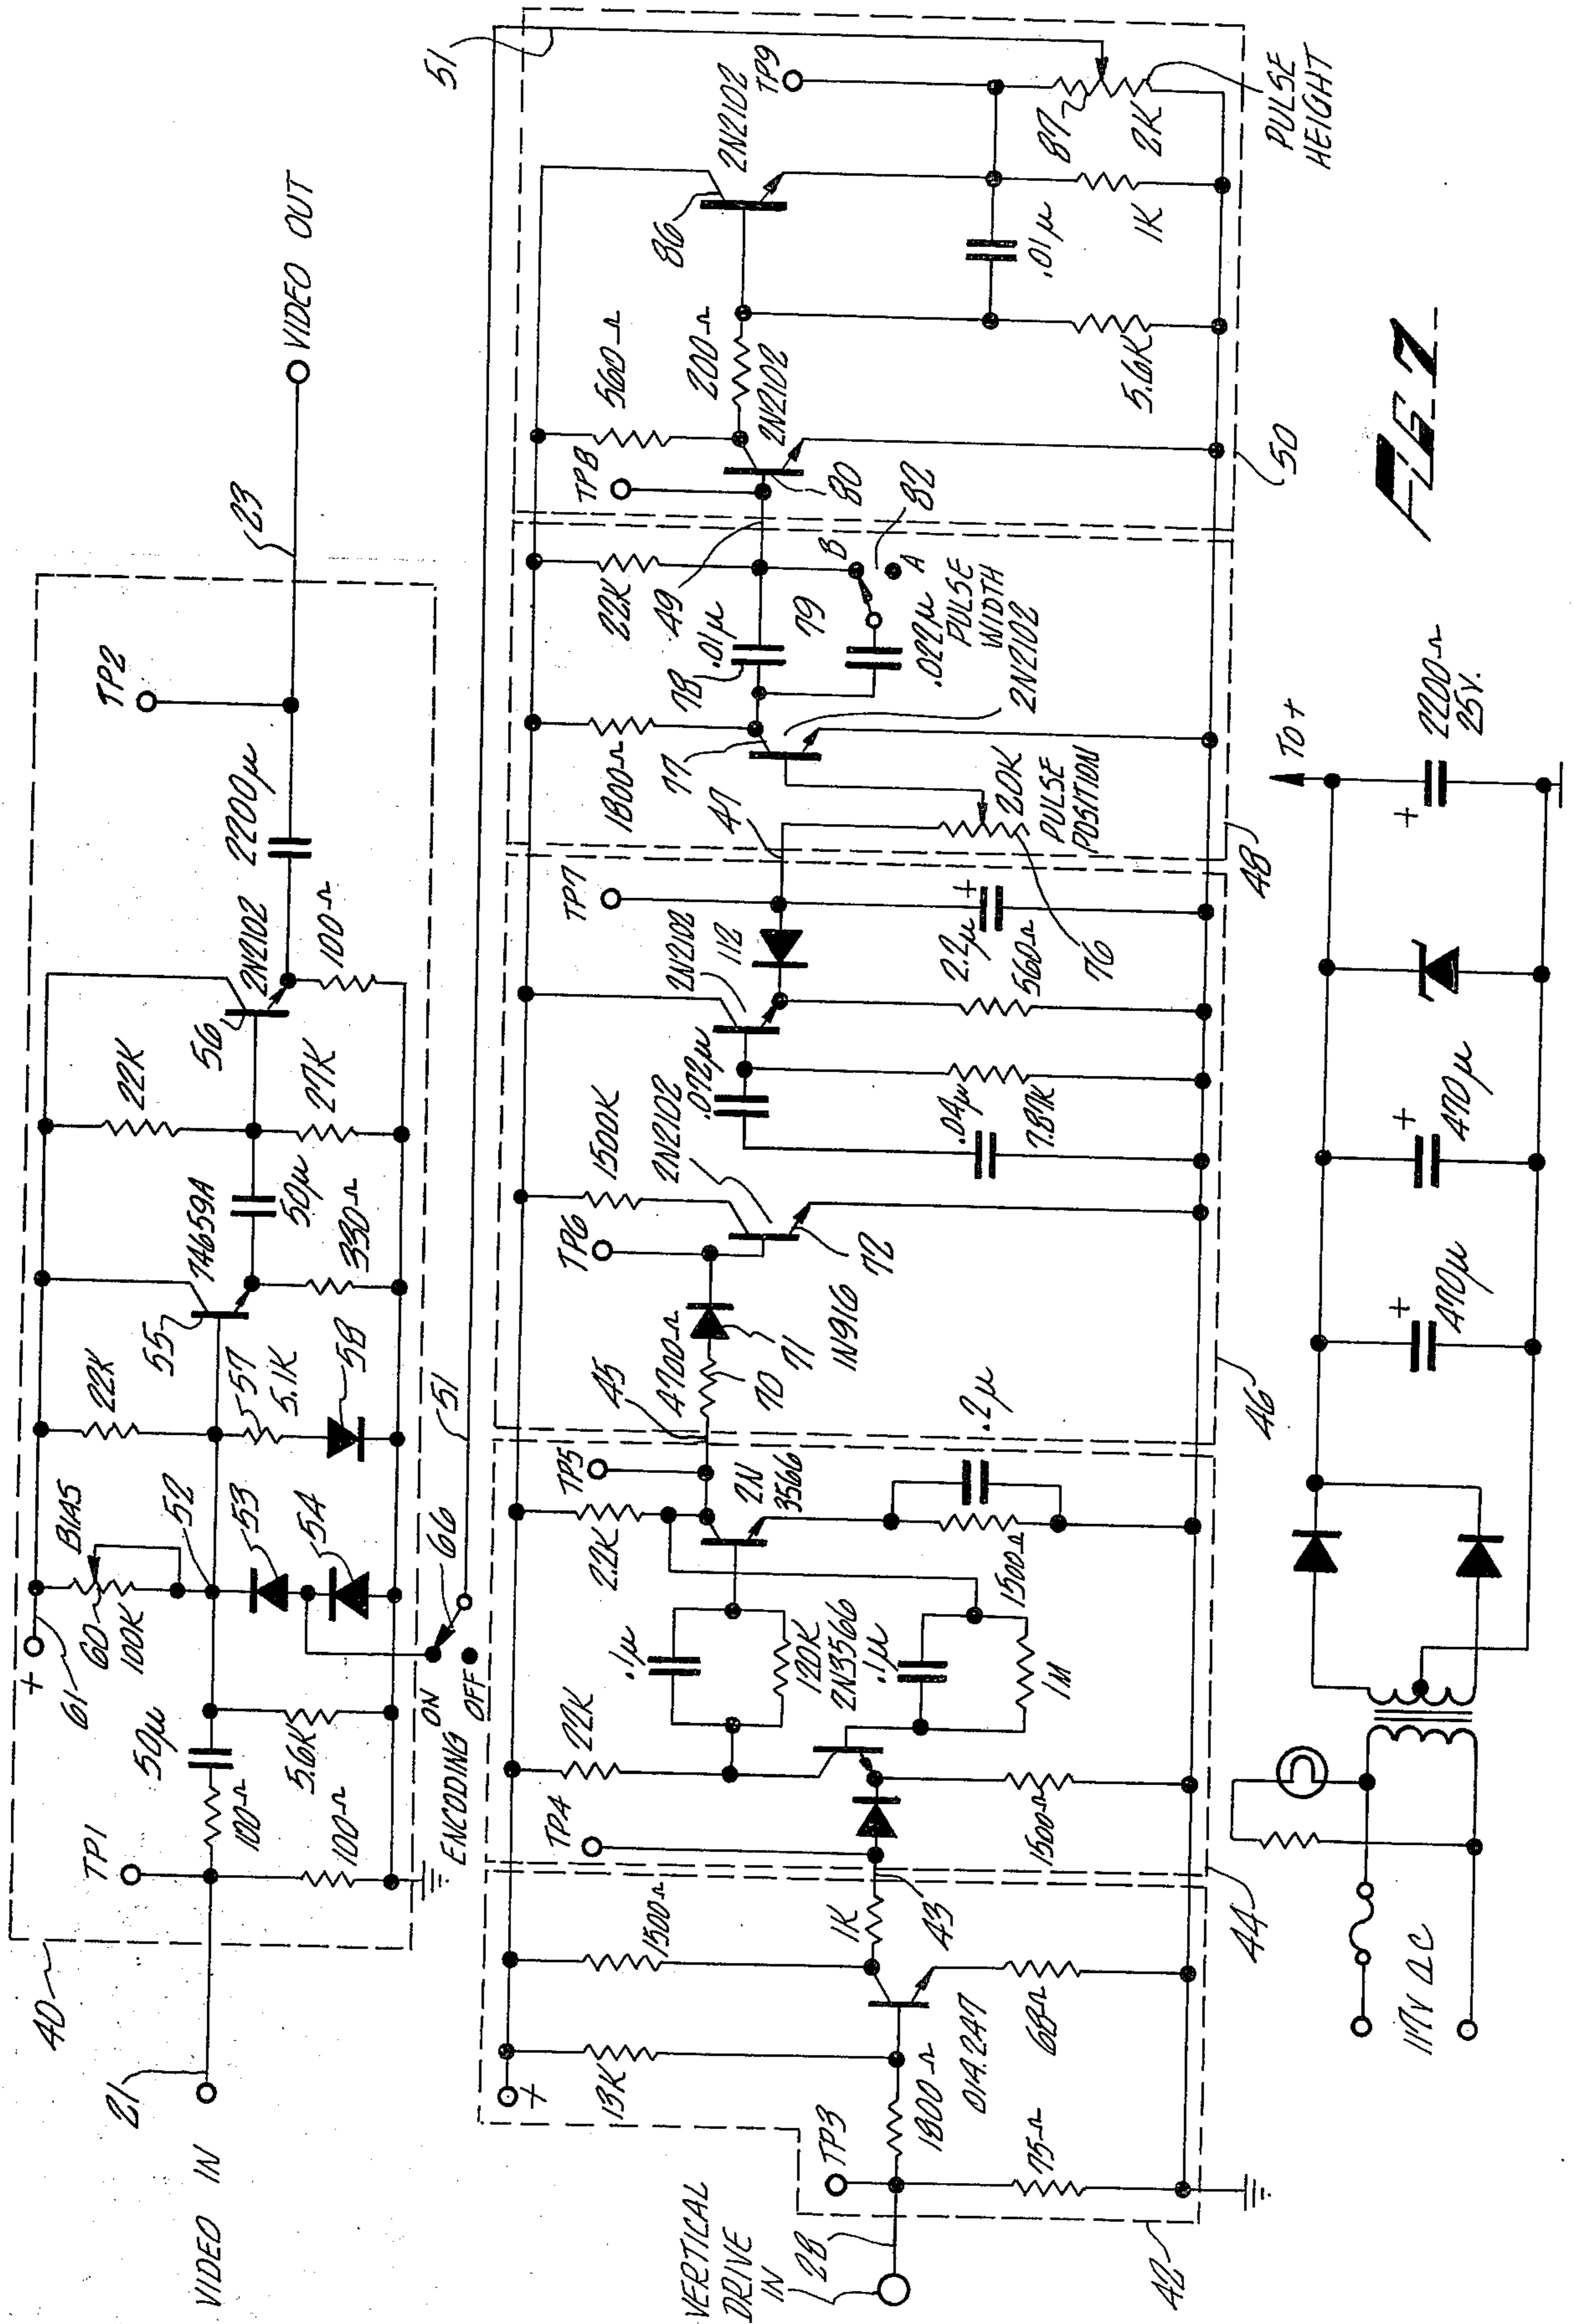 40
21
VIDEO IN
TP1
100Ω
50μ
100Ω
5.6K
+
61
60
100K
BIAS
52
53
54
22K
55
57
5.1K
58
74659A
50μ
330Ω
22K
56
27K
2N2102
100Ω
2200μ
TP2
23
VIDEO OUT
ENCODING
ON
OFF
66
51
51
VERTICAL
DRIVE
IN
28
42
TP3
75Ω
+
13K
1800Ω
014.247
68Ω
1500Ω
1K
43
44
TP4
1500Ω
22K
.1μ
120K
2N3566
.1μ
1M
22K
TP5
2N
3566
1500Ω
.2μ
45
46
4700Ω
70
71
1N916
TP6
72
2N2102
1500K
.072μ
.04μ
7.87K
2N2102
112
560Ω
2.2μ
TP7
47
48
76
20K
PULSE
POSITION
1800Ω
77
2N2102
78
.01μ
79
.022μ
PULSE
WIDTH
22K
49
B
A
82
TP8
80
560Ω
2N2102
200Ω
50
5.6K
86
2N2102
.01μ
1K
TP9
87
2K
PULSE
HEIGHT
117V AC
470μ
+
470μ
+
TO +
+
2200Ω
25V.
FIG 7